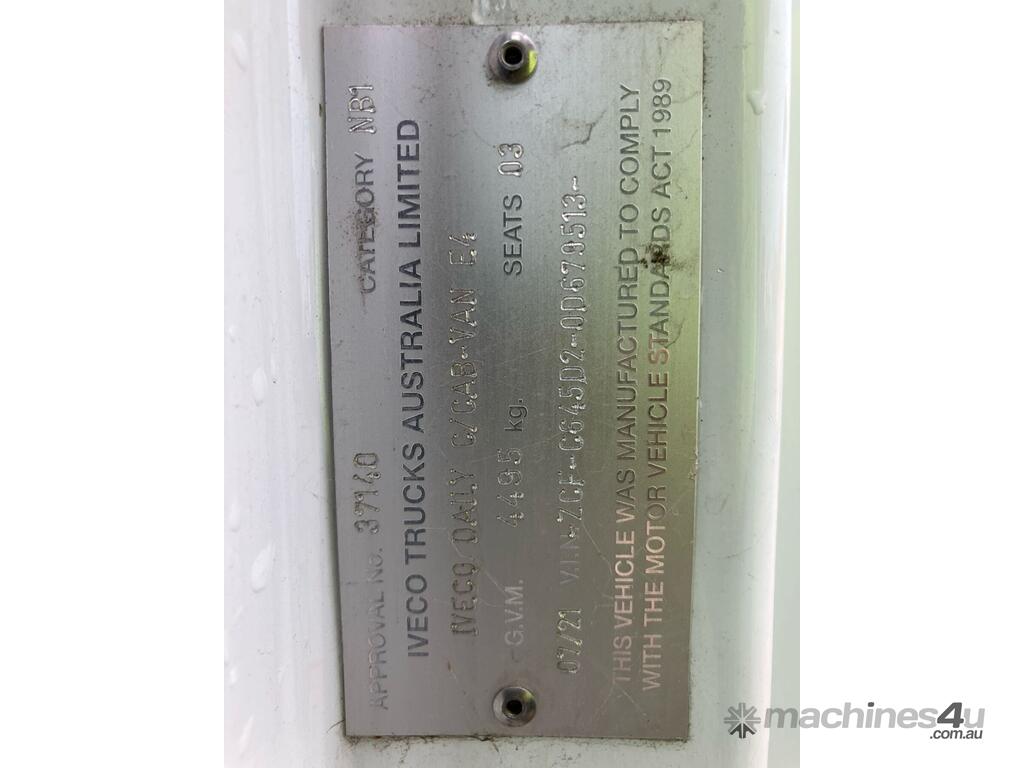 APPROVAL No. 37140 CATEGORY NB1
IVECO TRUCKS AUSTRALIA LIMITED
IVECO DAILY C/CAB-VAN E4
G.V.M. 4495 kg. SEATS 03
07/21 V.I.N. ZCF-C645D2-0D679513-
THIS VEHICLE WAS MANUFACTURED TO COMPLY
WITH THE MOTOR VEHICLE STANDARDS ACT 1989
machines4u
.com.au